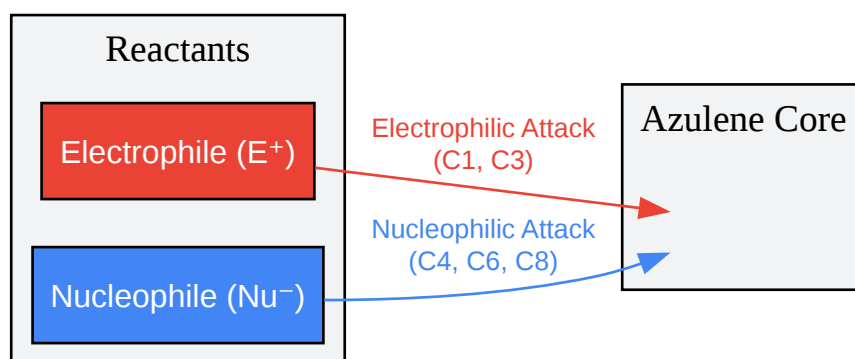 Reactants
Electrophile (E⁺)
Nucleophile (Nu⁻)
Electrophilic Attack
(C1, C3)
Nucleophilic Attack
(C4, C6, C8)
Azulene Core